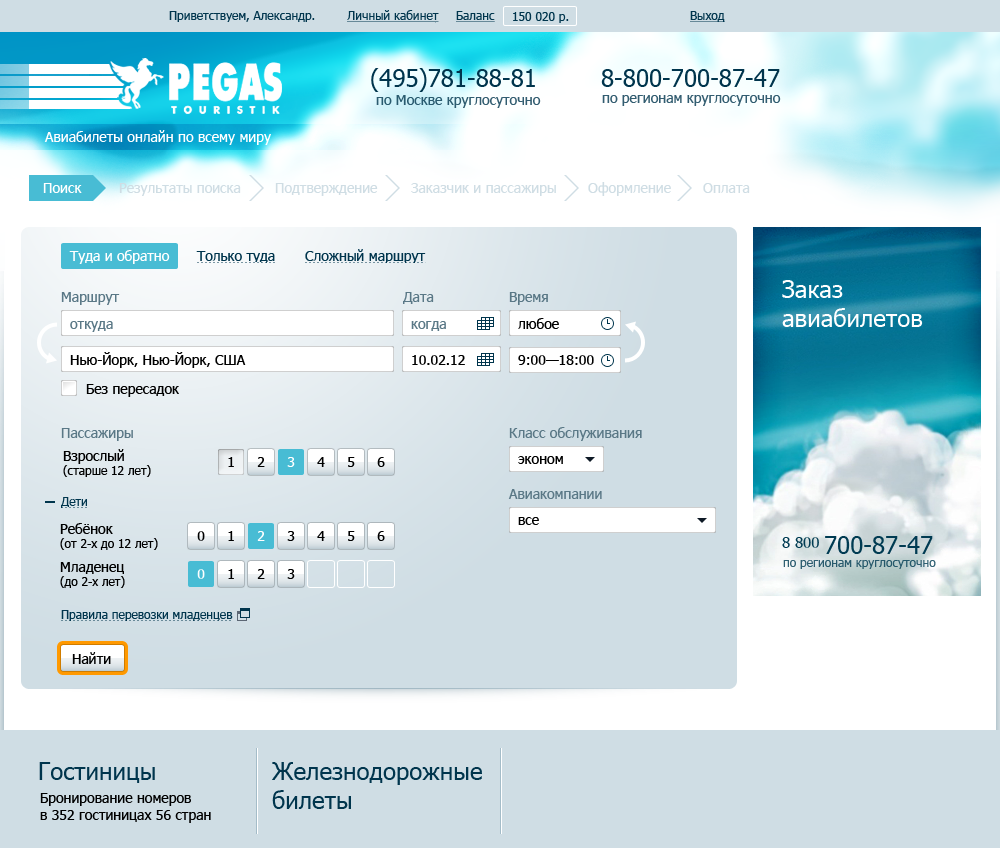 Приветствуем, Александр. Личный кабинет Баланс 150 020 р. Выход
PEGAS
TOURISTIK
Авиабилеты онлайн по всему миру
(495)781-88-81
по Москве круглосуточно
8-800-700-87-47
по регионам круглосуточно
Поиск Результаты поиска Подтверждение Заказчик и пассажиры Оформление Оплата
Туда и обратно Только туда Сложный маршрут
Маршрут Дата Время
откуда когда любое
Нью-Йорк, Нью-Йорк, США 10.02.12 9:00—18:00
Без пересадок
Пассажиры
Взрослый
(старше 12 лет)
1 2 3 4 5 6
Дети
Ребёнок
(от 2-х до 12 лет)
0 1 2 3 4 5 6
Младенец
(до 2-х лет)
0 1 2 3
Правила перевозки младенцев
Найти
Класс обслуживания
эконом
Авиакомпании
все
Заказ
авиабилетов
8 800 700-87-47
по регионам круглосуточно
Гостиницы
Бронирование номеров
в 352 гостиницах 56 стран
Железнодорожные
билеты